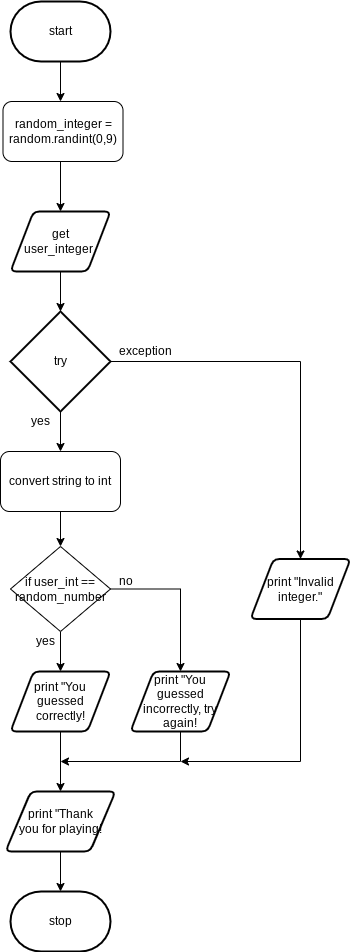 start
random_integer =
random.randint(0,9)
get
user_integer
try
exception
yes
convert string to int
if user_int ==
random_number
no
yes
print "Invalid
integer."
print "You
guessed
correctly!
print "You
guessed
incorrectly, try
again!
print "Thank
you for playing!
stop